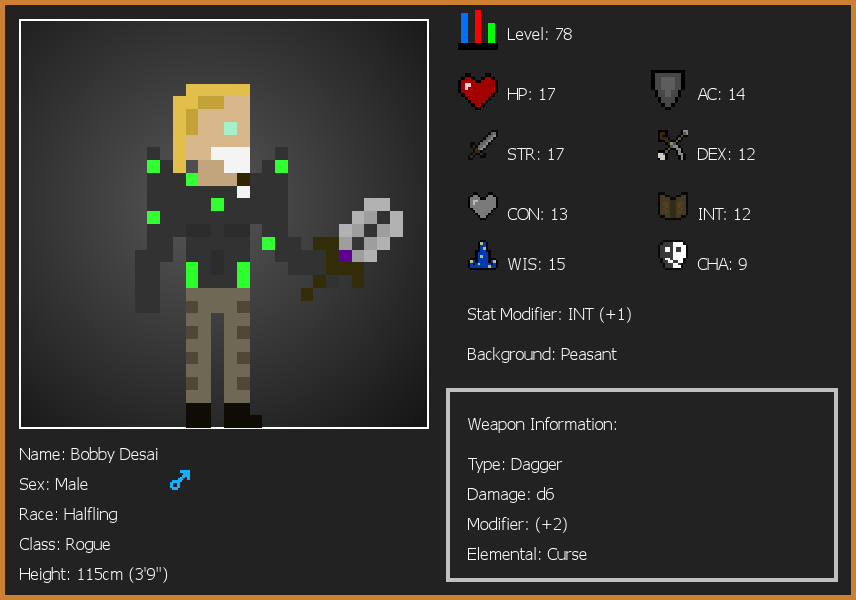 Level: 78
HP: 17
AC: 14
STR: 17
DEX: 12
CON: 13
INT: 12
WIS: 15
CHA: 9
Stat Modifier: INT (+1)
Background: Peasant
Weapon Information:
Type: Dagger
Damage: d6
Modifier: (+2)
Elemental: Curse
Name: Bobby Desai
Sex: Male
Race: Halfling
Class: Rogue
Height: 115cm (3'9")